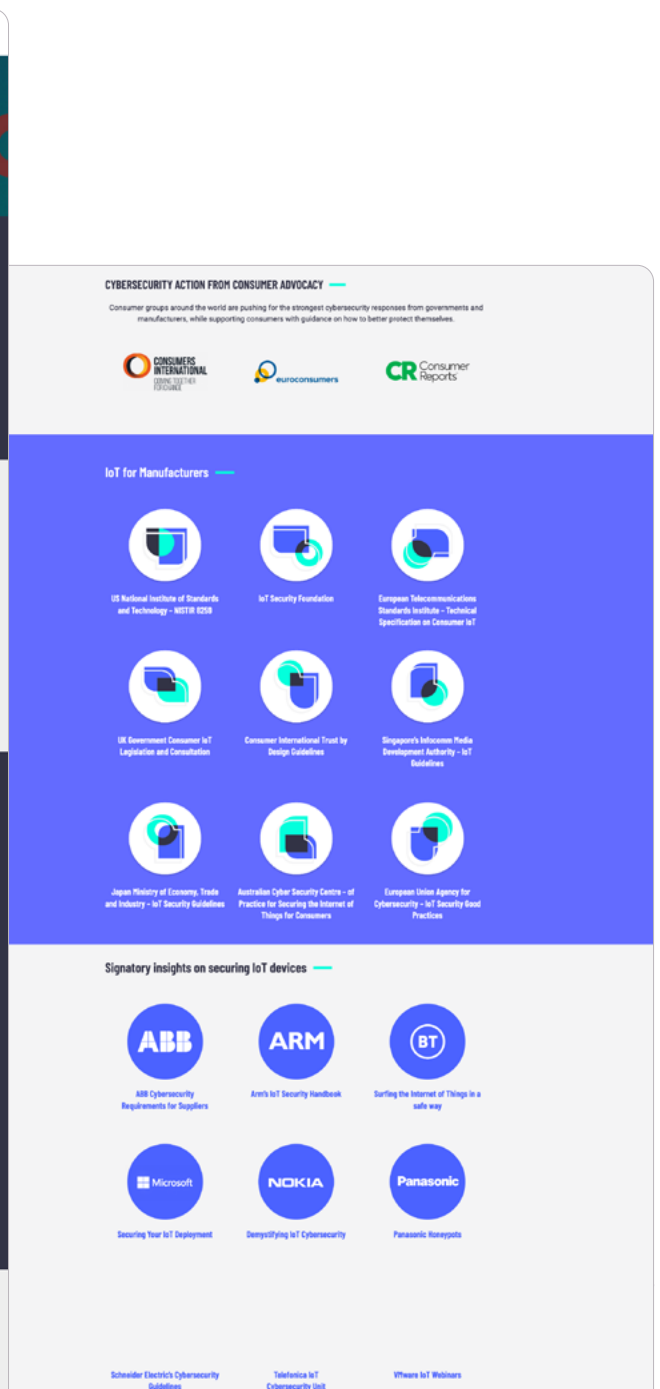 CYBERSECURITY ACTION FROM CONSUMER ADVOCACY
Consumer groups around the world are pushing for the strongest cybersecurity responses from governments and
manufacturers, while supporting consumers with guidance on how to better protect themselves.
CONSUMERS
INTERNATIONAL
COMING TOGETHER
FOR CHANGE
euroconsumers
CR Consumer
Reports
IoT for Manufacturers
US National Institute of Standards
and Technology – NISTIR 8259
IoT Security Foundation
European Telecommunications
Standards Institute – Technical
Specification on Consumer IoT
UK Government Consumer IoT
Legislation and Consultation
Consumer International Trust by
Design Guidelines
Singapore's Infocomm Media
Development Authority – IoT
Guidelines
Japan Ministry of Economy, Trade
and Industry – IoT Security Guidelines
Australian Cyber Security Centre – of
Practice for Securing the Internet of
Things for Consumers
European Union Agency for
Cybersecurity – IoT Security Good
Practices
Signatory insights on securing IoT devices
ABB
ARM
BT
ABB Cybersecurity
Requirements for Suppliers
Arm's IoT Security Handbook
Surfing the Internet of Things in a
safe way
Microsoft
NOKIA
Panasonic
Securing Your IoT Deployment
Demystifying IoT Cybersecurity
Panasonic Honeypots
Schneider Electric's Cybersecurity
Guidelines
Telefonica IoT
Cybersecurity Unit
VMware IoT Webinars